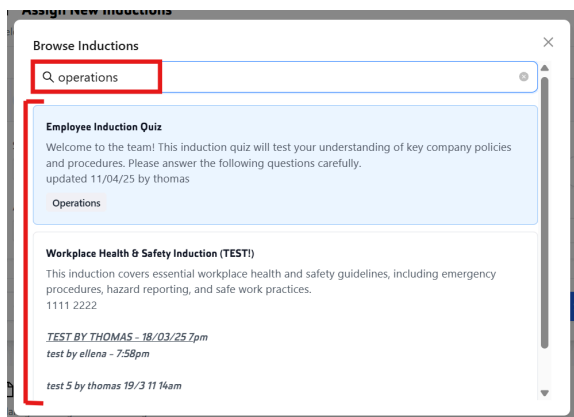 Assign New Inductions
Browse Inductions
operations
Employee Induction Quiz
Welcome to the team! This induction quiz will test your understanding of key company policies
and procedures. Please answer the following questions carefully.
updated 11/04/25 by thomas
Operations
Workplace Health & Safety Induction (TEST!)
This induction covers essential workplace health and safety guidelines, including emergency
procedures, hazard reporting, and safe work practices.
1111 2222
TEST BY THOMAS - 18/03/25 7pm
test by ellena - 7:58pm
test 5 by thomas 19/3 11 14am